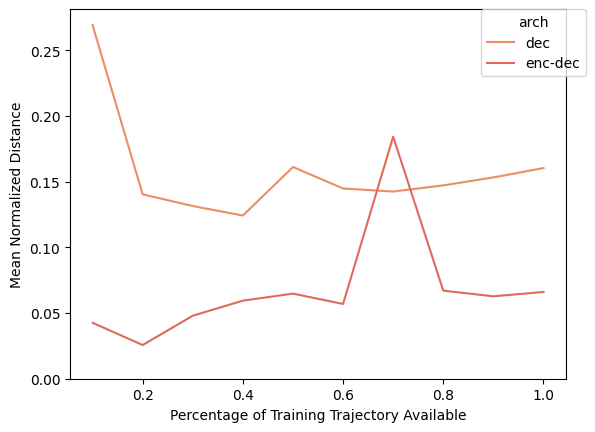 arch
dec
enc-dec
Mean Normalized Distance
0.25
0.20
0.15
0.10
0.05
0.00
0.2
0.4
0.6
0.8
1.0
Percentage of Training Trajectory Available